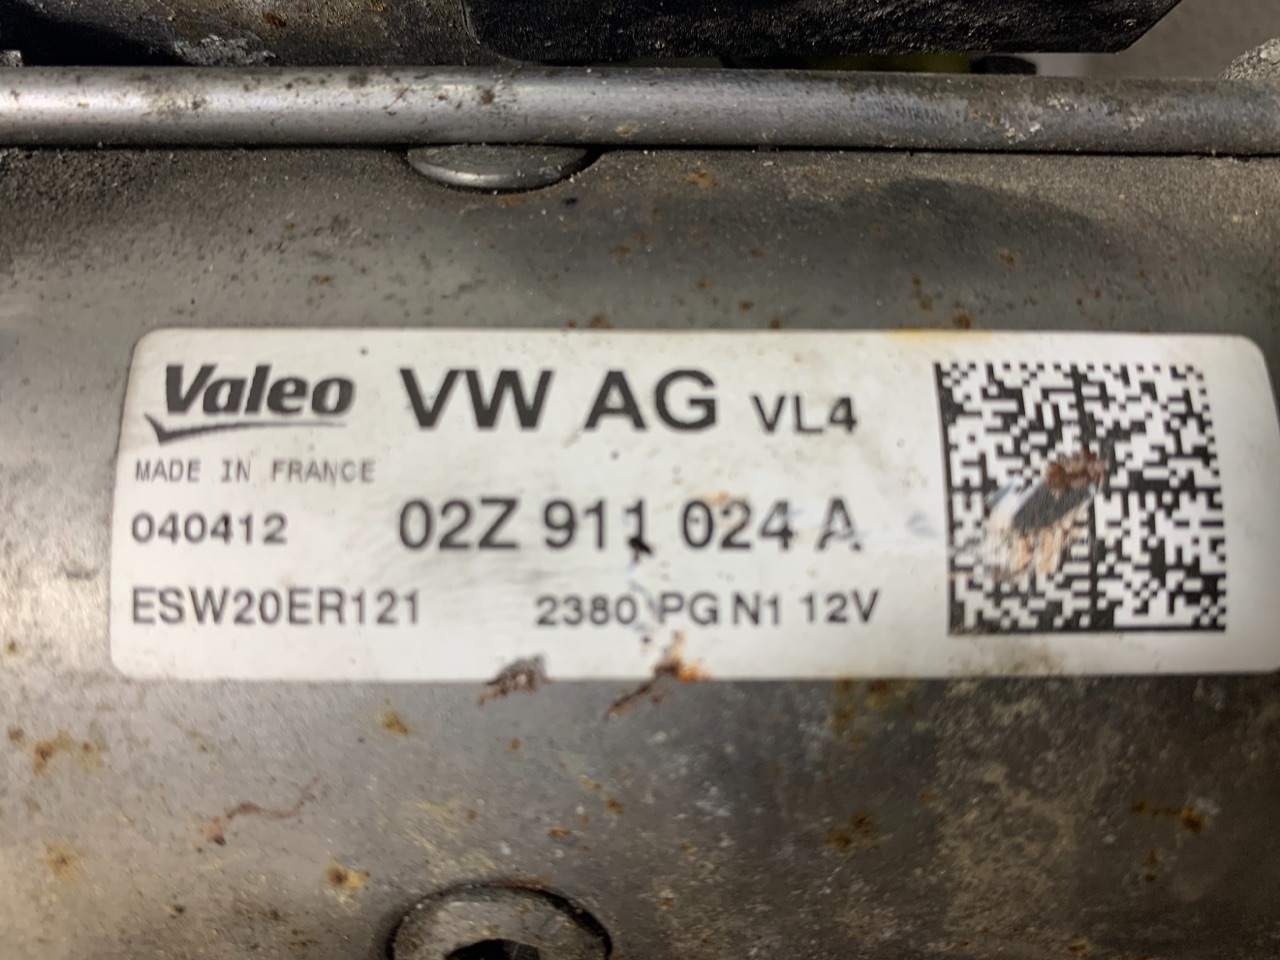 Valeo VW AG VL4
MADE IN FRANCE
040412 02Z 911 024 A
ESW20ER121 2380 PG N1 12V